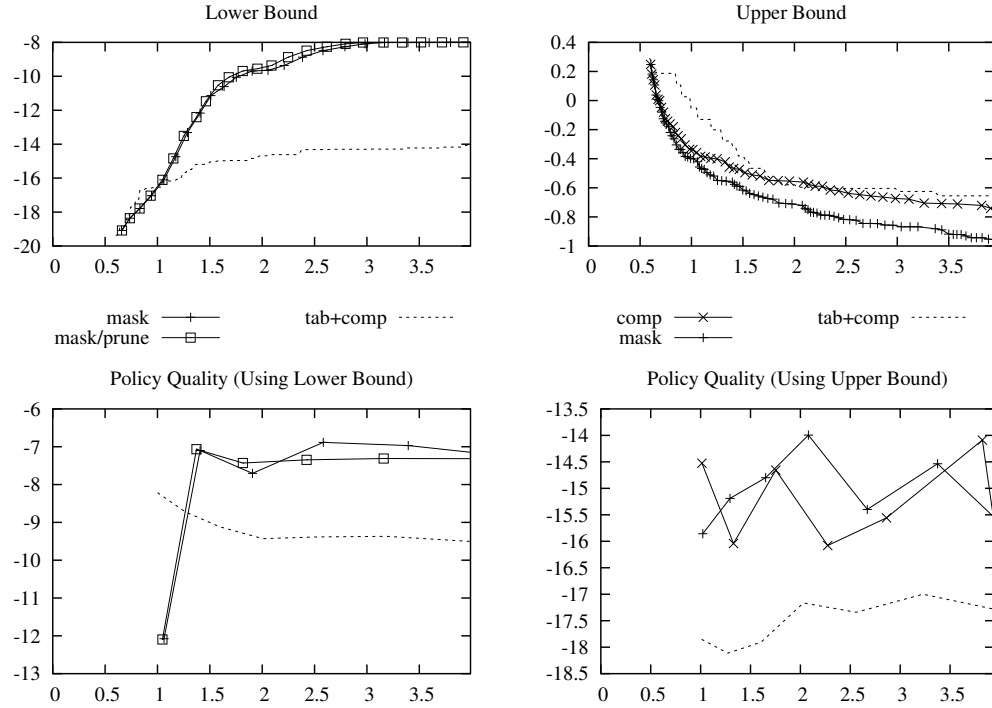 Lower Bound
-8
-10
-12
-14
-16
-18
-20
0 0.5 1 1.5 2 2.5 3 3.5
mask
mask/prune
tab+comp
Upper Bound
0.4
0.2
0
-0.2
-0.4
-0.6
-0.8
-1
0 0.5 1 1.5 2 2.5 3 3.5
comp
mask
tab+comp
Policy Quality (Using Lower Bound)
-6
-7
-8
-9
-10
-11
-12
-13
0 0.5 1 1.5 2 2.5 3 3.5
Policy Quality (Using Upper Bound)
-13.5
-14
-14.5
-15
-15.5
-16
-16.5
-17
-17.5
-18
-18.5
0 0.5 1 1.5 2 2.5 3 3.5